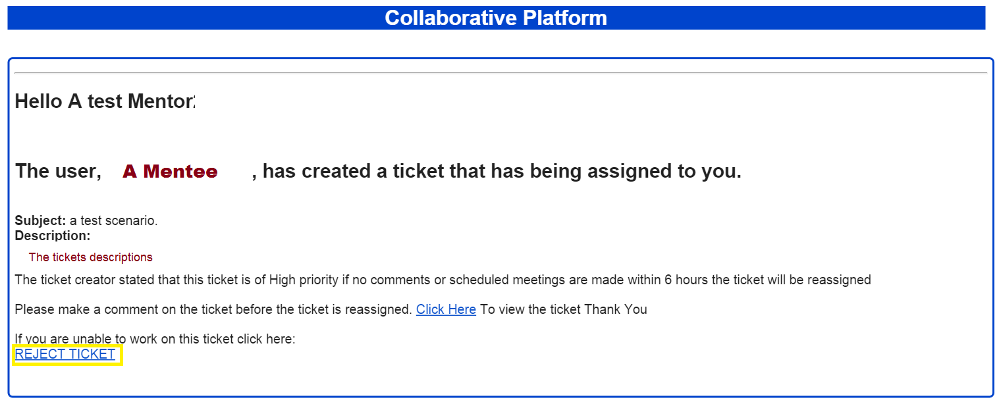 Collaborative Platform
Hello A test Mentor
The user, A Mentee , has created a ticket that has being assigned to you.
Subject: a test scenario.
Description:
The tickets descriptions
The ticket creator stated that this ticket is of High priority if no comments or scheduled meetings are made within 6 hours the ticket will be reassigned
Please make a comment on the ticket before the ticket is reassigned. Click Here To view the ticket Thank You
If you are unable to work on this ticket click here:
REJECT TICKET